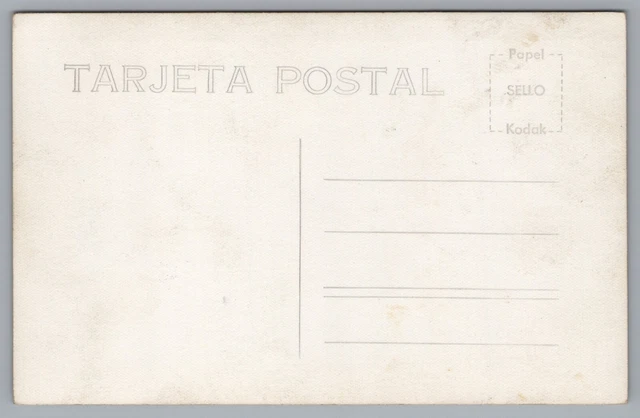 TARJETA POSTAL
Papel
SELLO
Kodak